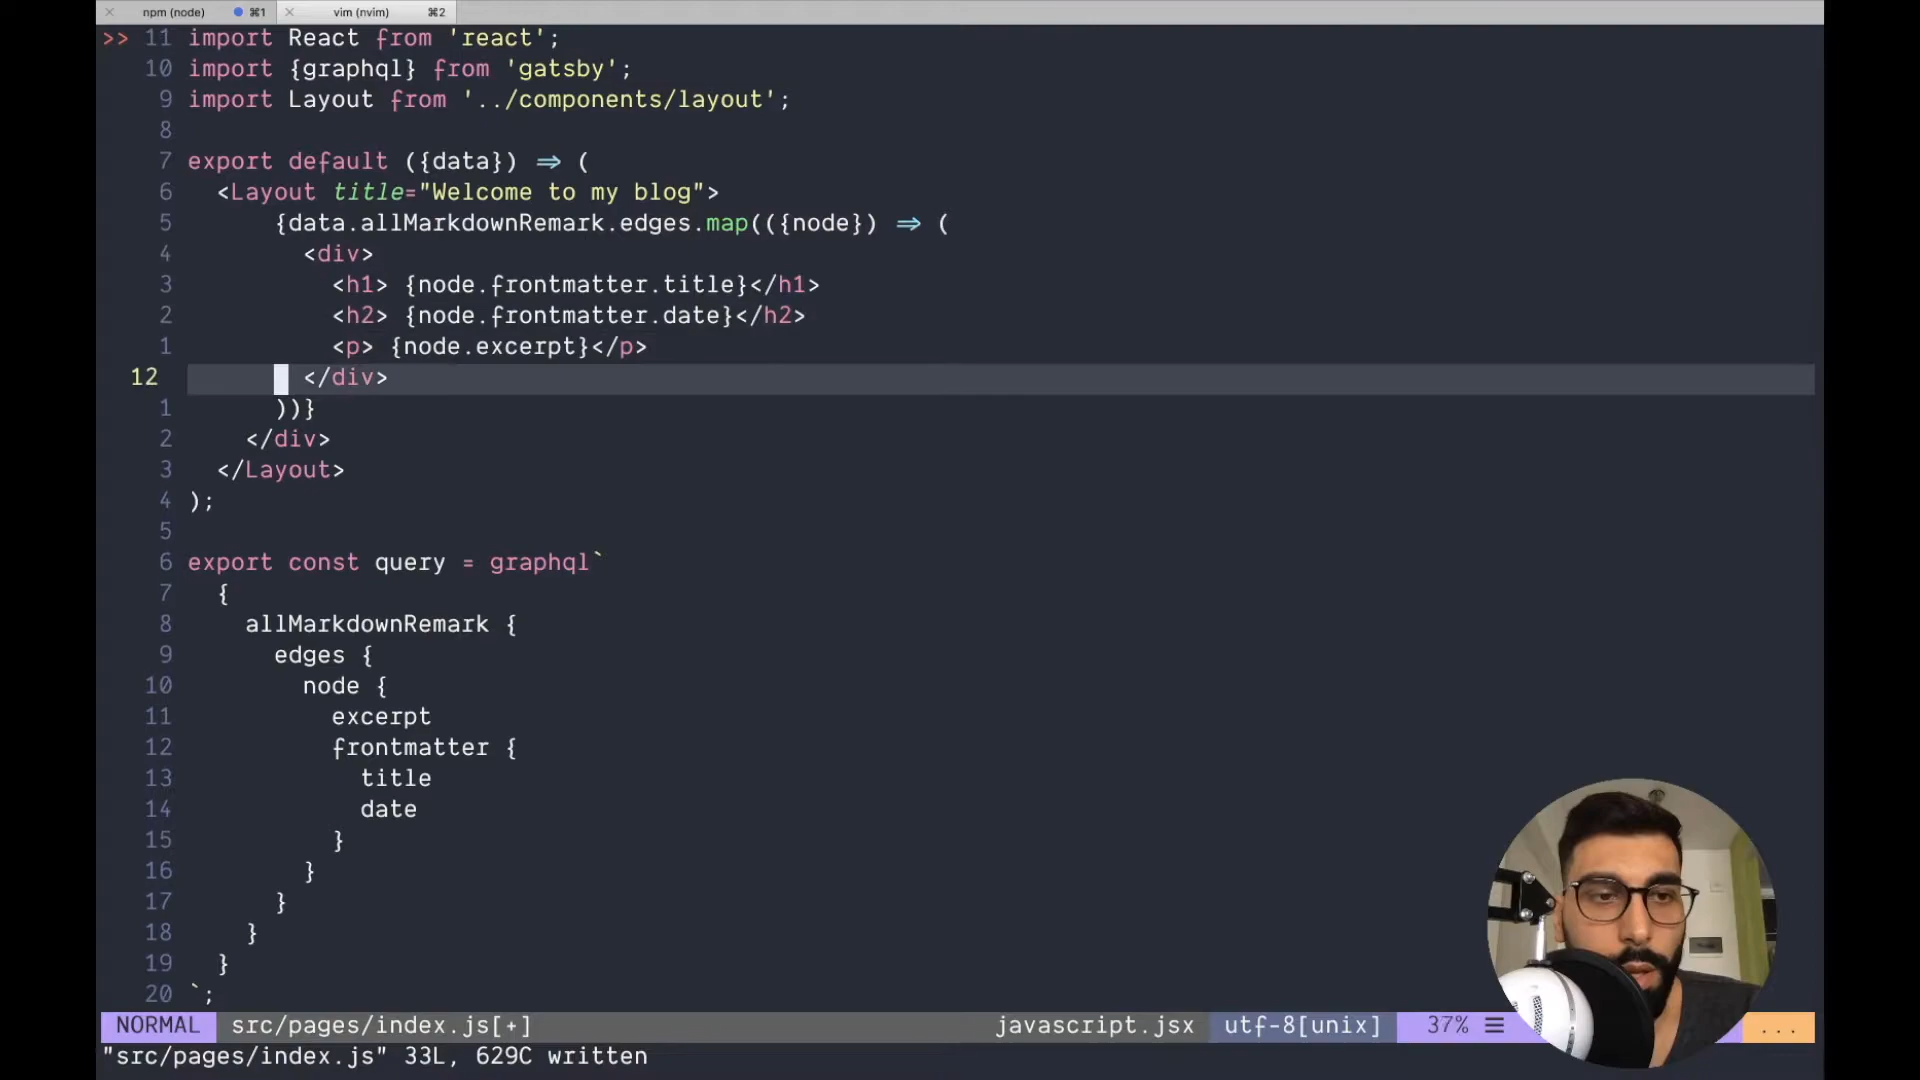 npm (node) ⌘1 vim (nvim) ⌘2
>> 11 import React from 'react';
10 import {graphql} from 'gatsby';
9 import Layout from '../components/layout';
8
7 export default ({data}) => (
6 <Layout title="Welcome to my blog">
5 {data.allMarkdownRemark.edges.map(({node}) => (
4 <div>
3 <h1> {node.frontmatter.title}</h1>
2 <h2> {node.frontmatter.date}</h2>
1 <p> {node.excerpt}</p>
12 </div>
1 ))}
2 </div>
3 </Layout>
4 );
5
6 export const query = graphql`
7 {
8 allMarkdownRemark {
9 edges {
10 node {
11 excerpt
12 frontmatter {
13 title
14 date
15 }
16 }
17 }
18 }
19 }
20 `;
NORMAL src/pages/index.js[+] javascript.jsx utf-8[unix] 37% ☰ ...
"src/pages/index.js" 33L, 629C written